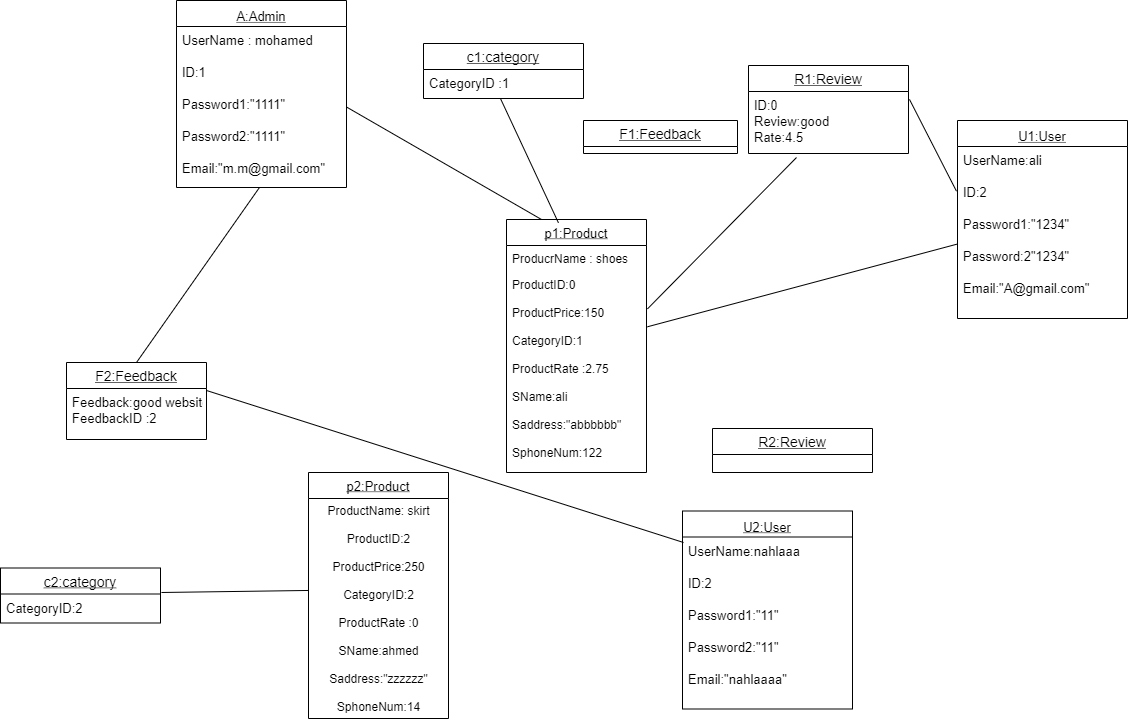 A:Admin
UserName : mohamed
ID:1
Password1:"1111"
Password2:"1111"
Email:"m.m@gmail.com"
c1:category
CategoryID :1
F1:Feedback
R1:Review
ID:0
Review:good
Rate:4.5
U1:User
UserName:ali
ID:2
Password1:"1234"
Password:2"1234"
Email:"A@gmail.com"
p1:Product
ProducrName : shoes
ProductID:0
ProductPrice:150
CategoryID:1
ProductRate :2.75
SName:ali
Saddress:"abbbbbb"
SphoneNum:122
F2:Feedback
Feedback:good websit
FeedbackID :2
R2:Review
p2:Product
ProductName: skirt
ProductID:2
ProductPrice:250
CategoryID:2
ProductRate :0
SName:ahmed
Saddress:"zzzzzz"
SphoneNum:14
c2:category
CategoryID:2
U2:User
UserName:nahlaaa
ID:2
Password1:"11"
Password2:"11"
Email:"nahlaaaa"